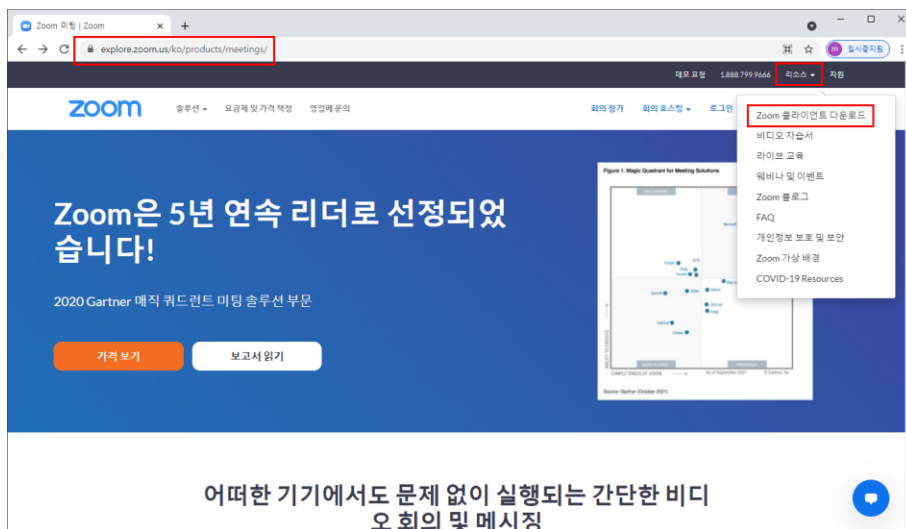 Zoom 미팅 | Zoom
explore.zoom.us/ko/products/meetings/
일시중지됨
데모 요청 1.888.799.9666 리소스 지원
zoom 솔루션 요금제 및 가격 책정 영업에 문의 회의 참가 회의 호스팅 로그인
Zoom 클라이언트 다운로드
비디오 자습서
라이브 교육
웨비나 및 이벤트
Zoom 블로그
FAQ
개인정보 보호 및 보안
Zoom 가상 배경
COVID-19 Resources
Zoom은 5년 연속 리더로 선정되었
습니다!
2020 Gartner 매직 쿼드런트 미팅 솔루션 부문
가격 보기 보고서 읽기
Figure 1. Magic Quadrant for Meeting Solutions
COMPLETENESS OF VISION As of September 2021 © Gartner, Inc
Source: Gartner (October 2021)
어떠한 기기에서도 문제 없이 실행되는 간단한 비디
오 회의 및 메시징